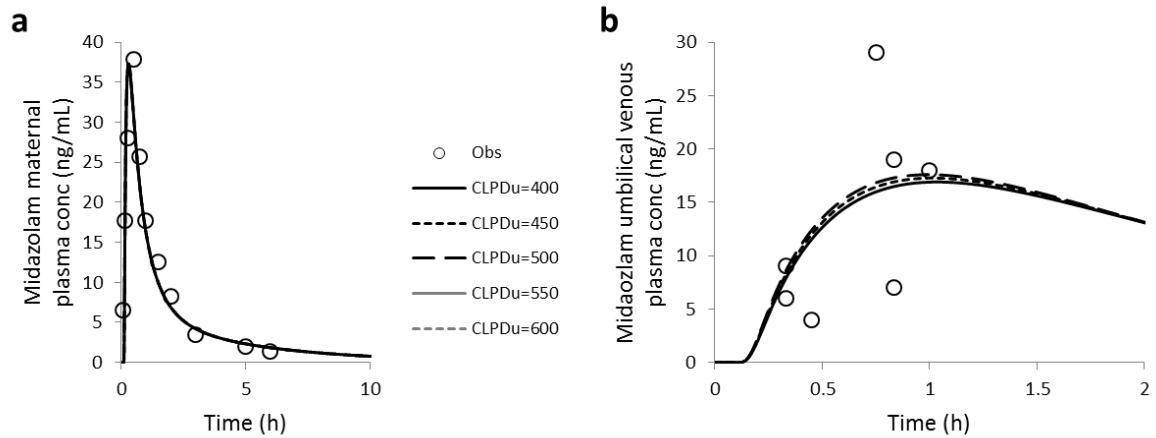 a
Midazolam maternal
plasma conc (ng/mL)
40
35
30
25
20
15
10
5
0
0
5
10
Time (h)
Obs
CLPDu=400
CLPDu=450
CLPDu=500
CLPDu=550
CLPDu=600
b
Midaozlam umbilical venous
plasma conc (ng/mL)
30
25
20
15
10
5
0
0
0.5
1
1.5
2
Time (h)